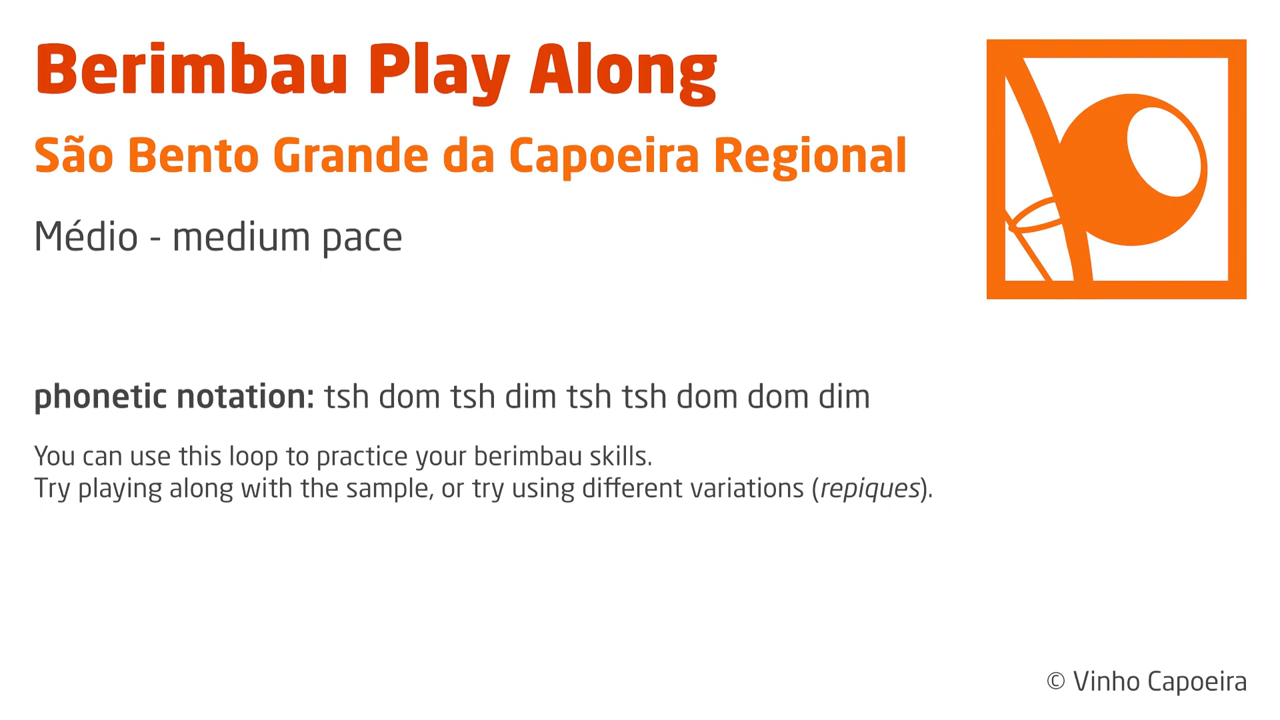 Berimbau Play Along
São Bento Grande da Capoeira Regional
Médio - medium pace
phonetic notation: tsh dom tsh dim tsh tsh dom dom dim
You can use this loop to practice your berimbau skills.
Try playing along with the sample, or try using different variations (repiques).
© Vinho Capoeira